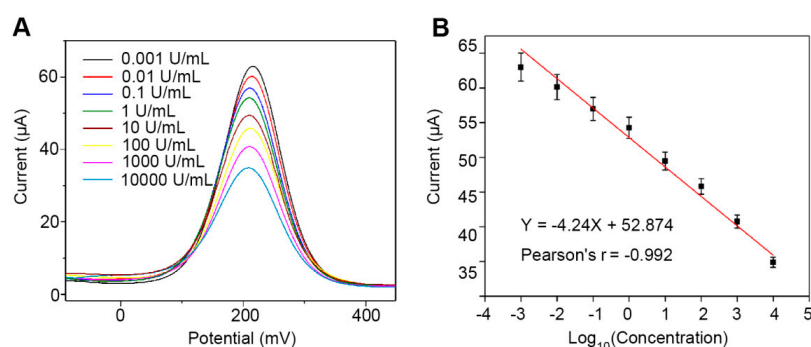 A
0.001 U/mL
0.01 U/mL
0.1 U/mL
1 U/mL
10 U/mL
100 U/mL
1000 U/mL
10000 U/mL
60
40
20
0
Current (µA)
0 200 400
Potential (mV)
B
65
60
55
50
45
40
35
30
Current (µA)
Y = -4.24X + 52.874
Pearson's r = -0.992
-4 -3 -2 -1 0 1 2 3 4 5
Log10(Concentration)